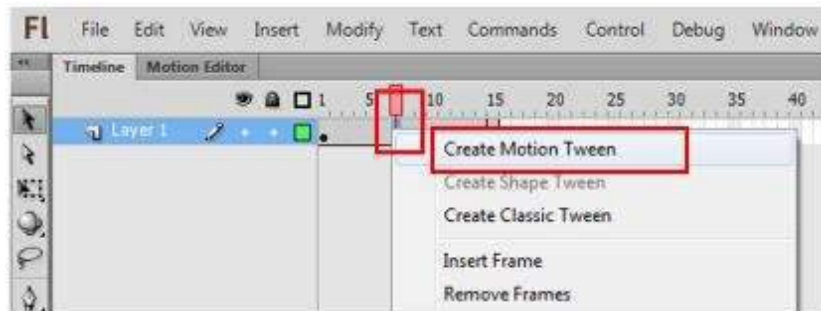 Fl File Edit View Insert Modify Text Commands Control Debug Window
Timeline Motion Editor
1 5 10 15 20 25 30 35 40
Layer 1
Create Motion Tween
Create Shape Tween
Create Classic Tween
Insert Frame
Remove Frames